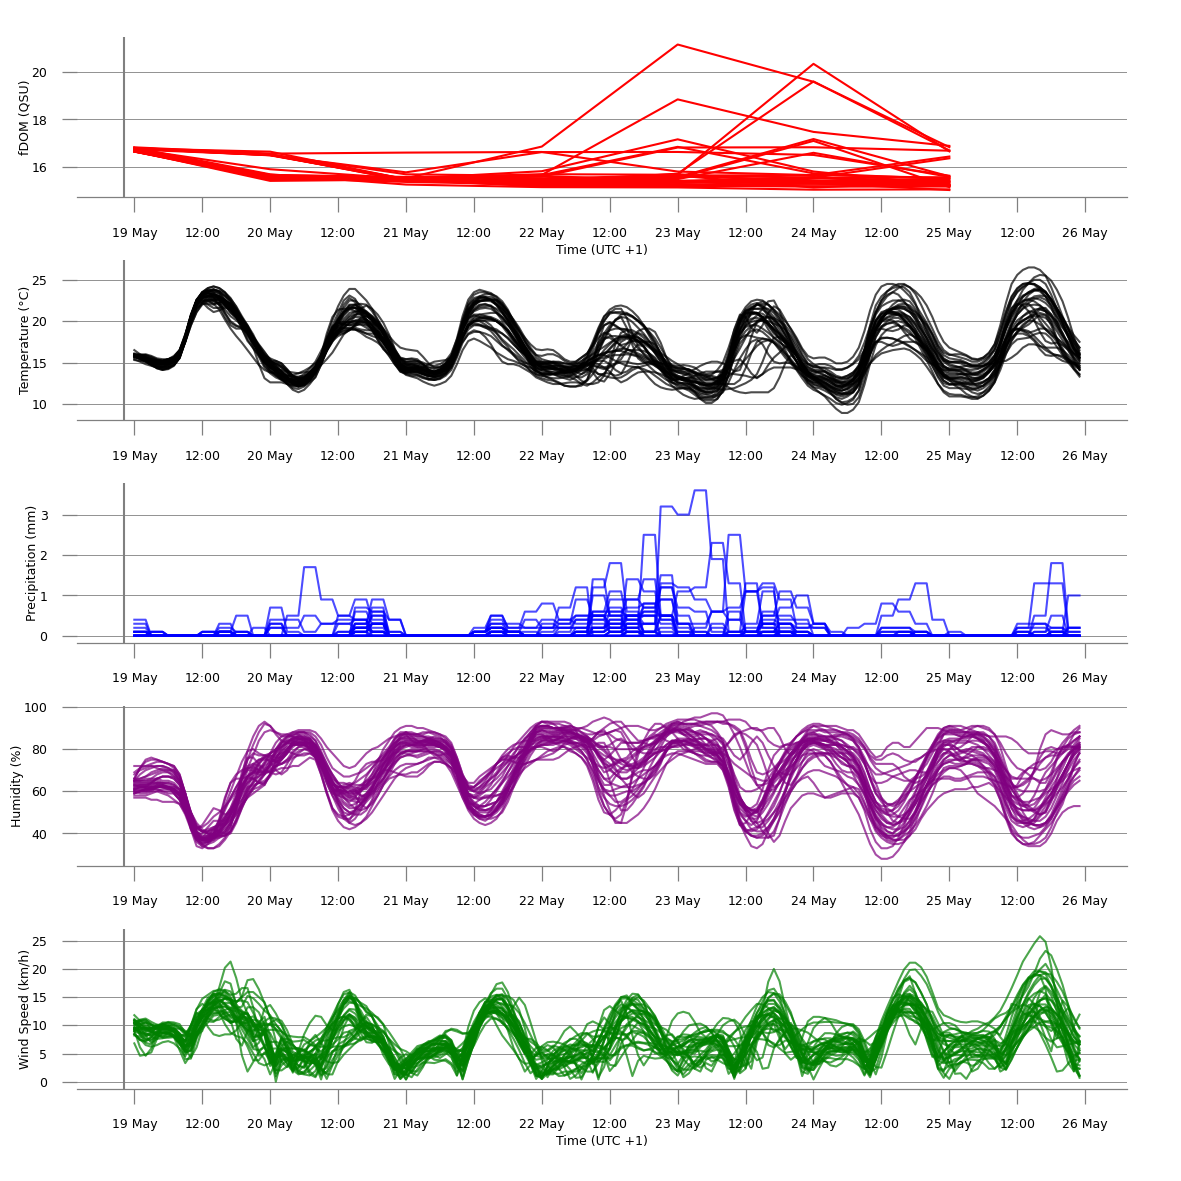 fDOM (QSU)
20
18
16
19 May 12:00 20 May 12:00 21 May 12:00 22 May 12:00 23 May 12:00 24 May 12:00 25 May 12:00 26 May
Time (UTC +1)
Temperature (°C)
25
20
15
10
19 May 12:00 20 May 12:00 21 May 12:00 22 May 12:00 23 May 12:00 24 May 12:00 25 May 12:00 26 May
Precipitation (mm)
3
2
1
0
19 May 12:00 20 May 12:00 21 May 12:00 22 May 12:00 23 May 12:00 24 May 12:00 25 May 12:00 26 May
Humidity (%)
100
80
60
40
19 May 12:00 20 May 12:00 21 May 12:00 22 May 12:00 23 May 12:00 24 May 12:00 25 May 12:00 26 May
Wind Speed (km/h)
25
20
15
10
5
0
19 May 12:00 20 May 12:00 21 May 12:00 22 May 12:00 23 May 12:00 24 May 12:00 25 May 12:00 26 May
Time (UTC +1)